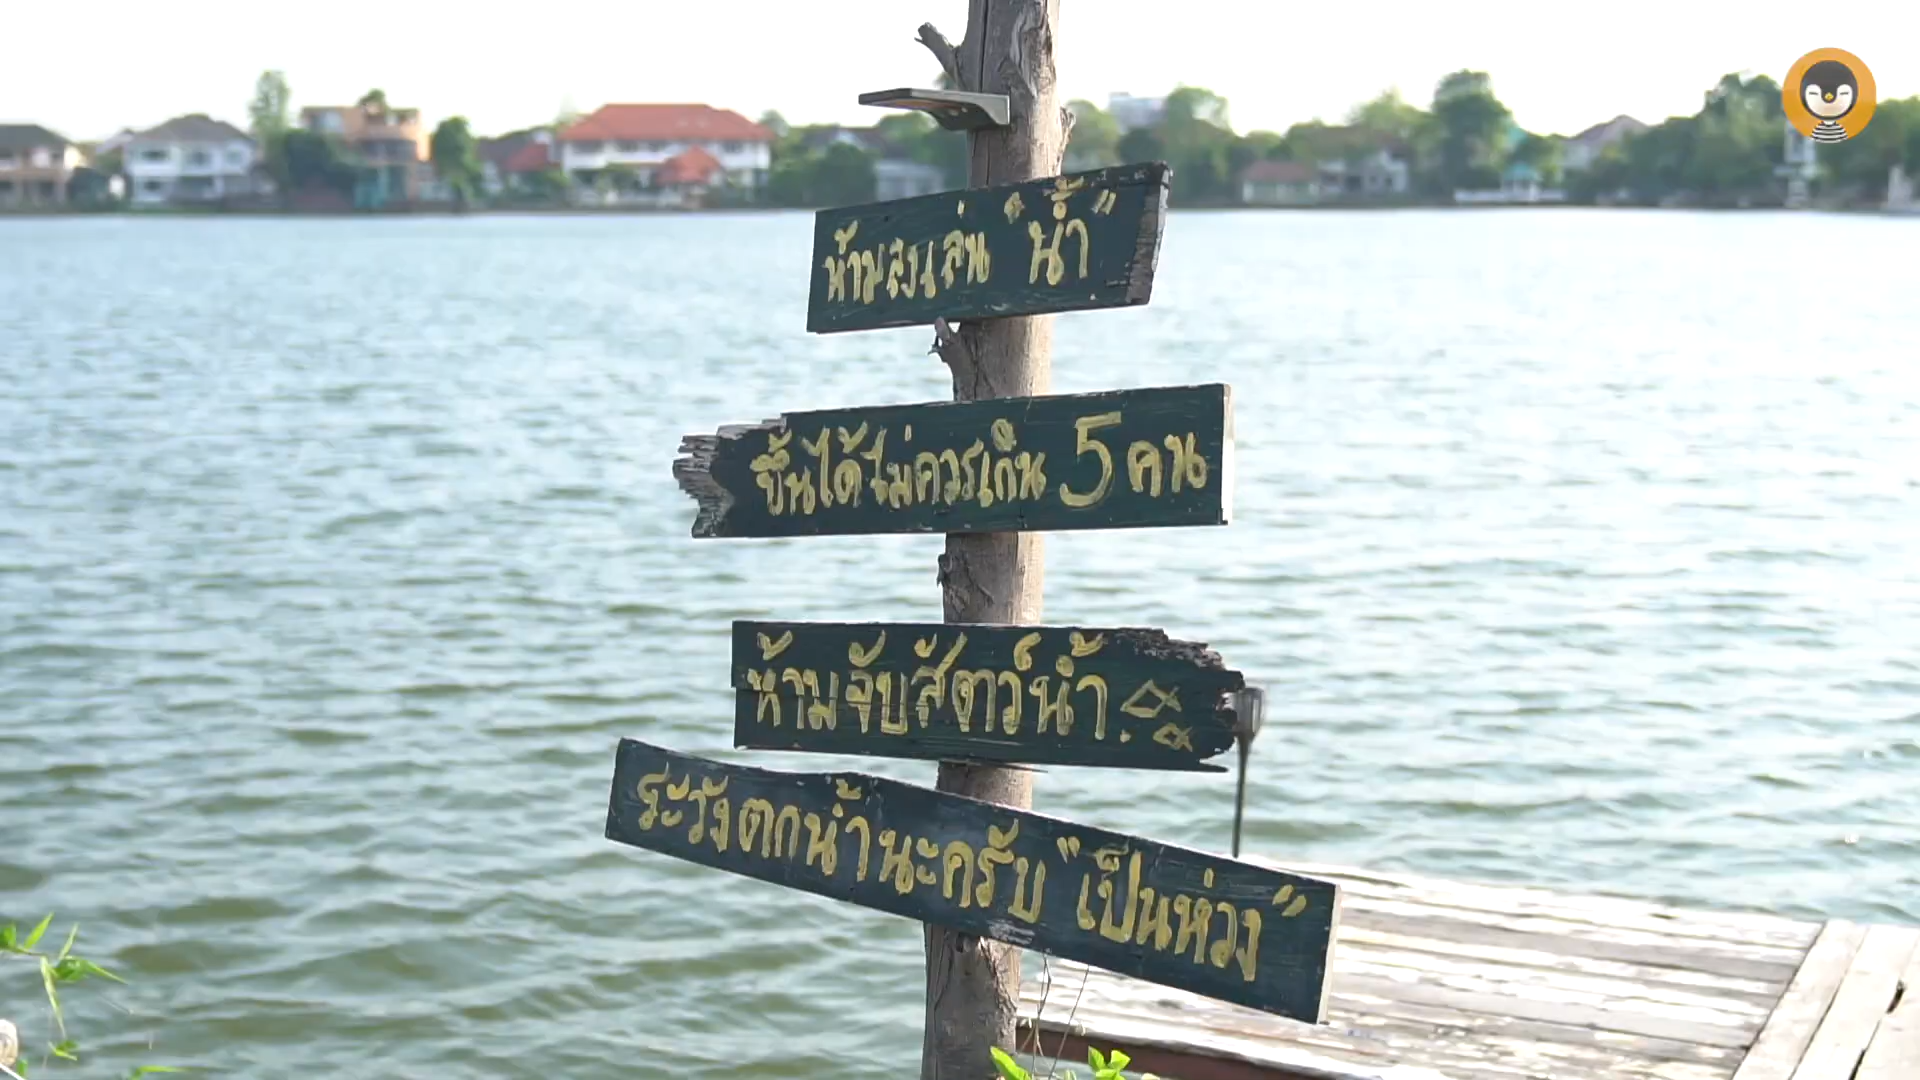 ห้ามลงเล่น "น้ำ"
ขึ้นได้ไม่ควรเกิน 5 คน
ห้ามจับสัตว์น้ำ
ระวังตกน้ำนะครับ "เป็นห่วง"